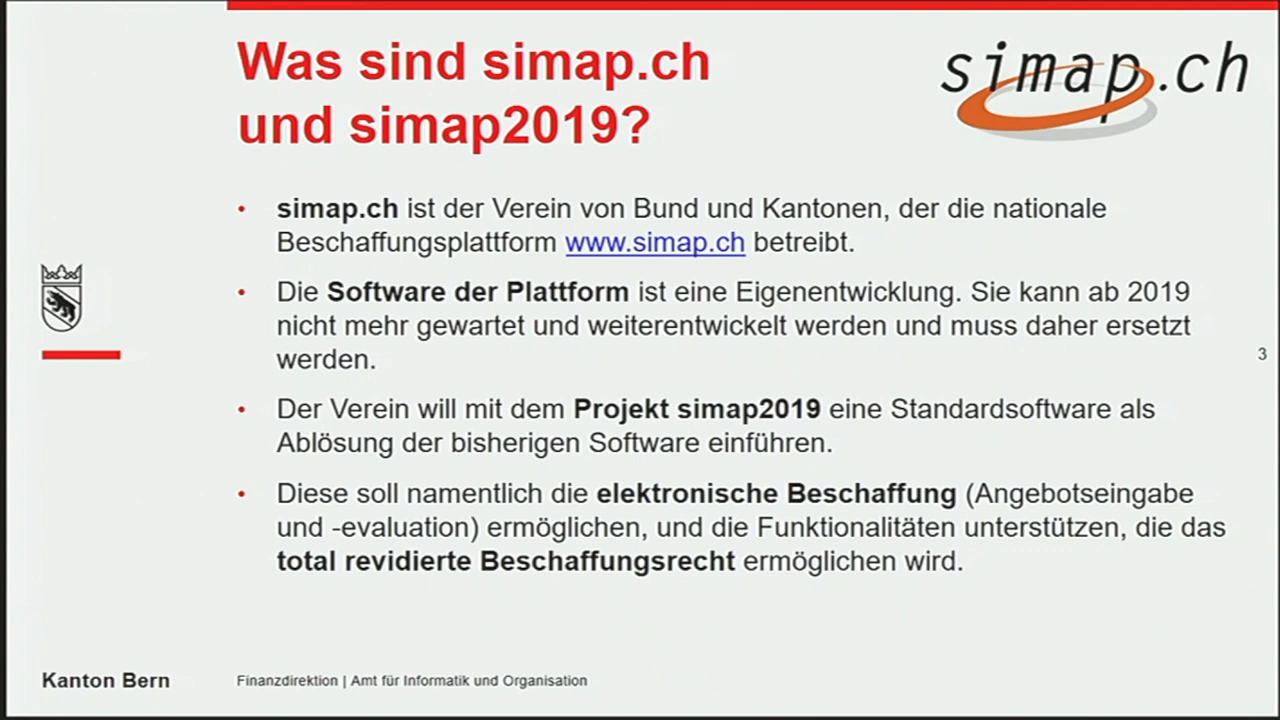 Was sind simap.ch
und simap2019?
simap.ch
• simap.ch ist der Verein von Bund und Kantonen, der die nationale
Beschaffungsplattform www.simap.ch betreibt.
• Die Software der Plattform ist eine Eigenentwicklung. Sie kann ab 2019
nicht mehr gewartet und weiterentwickelt werden und muss daher ersetzt
werden.
3
• Der Verein will mit dem Projekt simap2019 eine Standardsoftware als
Ablösung der bisherigen Software einführen.
• Diese soll namentlich die elektronische Beschaffung (Angebotseingabe
und -evaluation) ermöglichen, und die Funktionalitäten unterstützen, die das
total revidierte Beschaffungsrecht ermöglichen wird.
Kanton Bern
Finanzdirektion | Amt für Informatik und Organisation